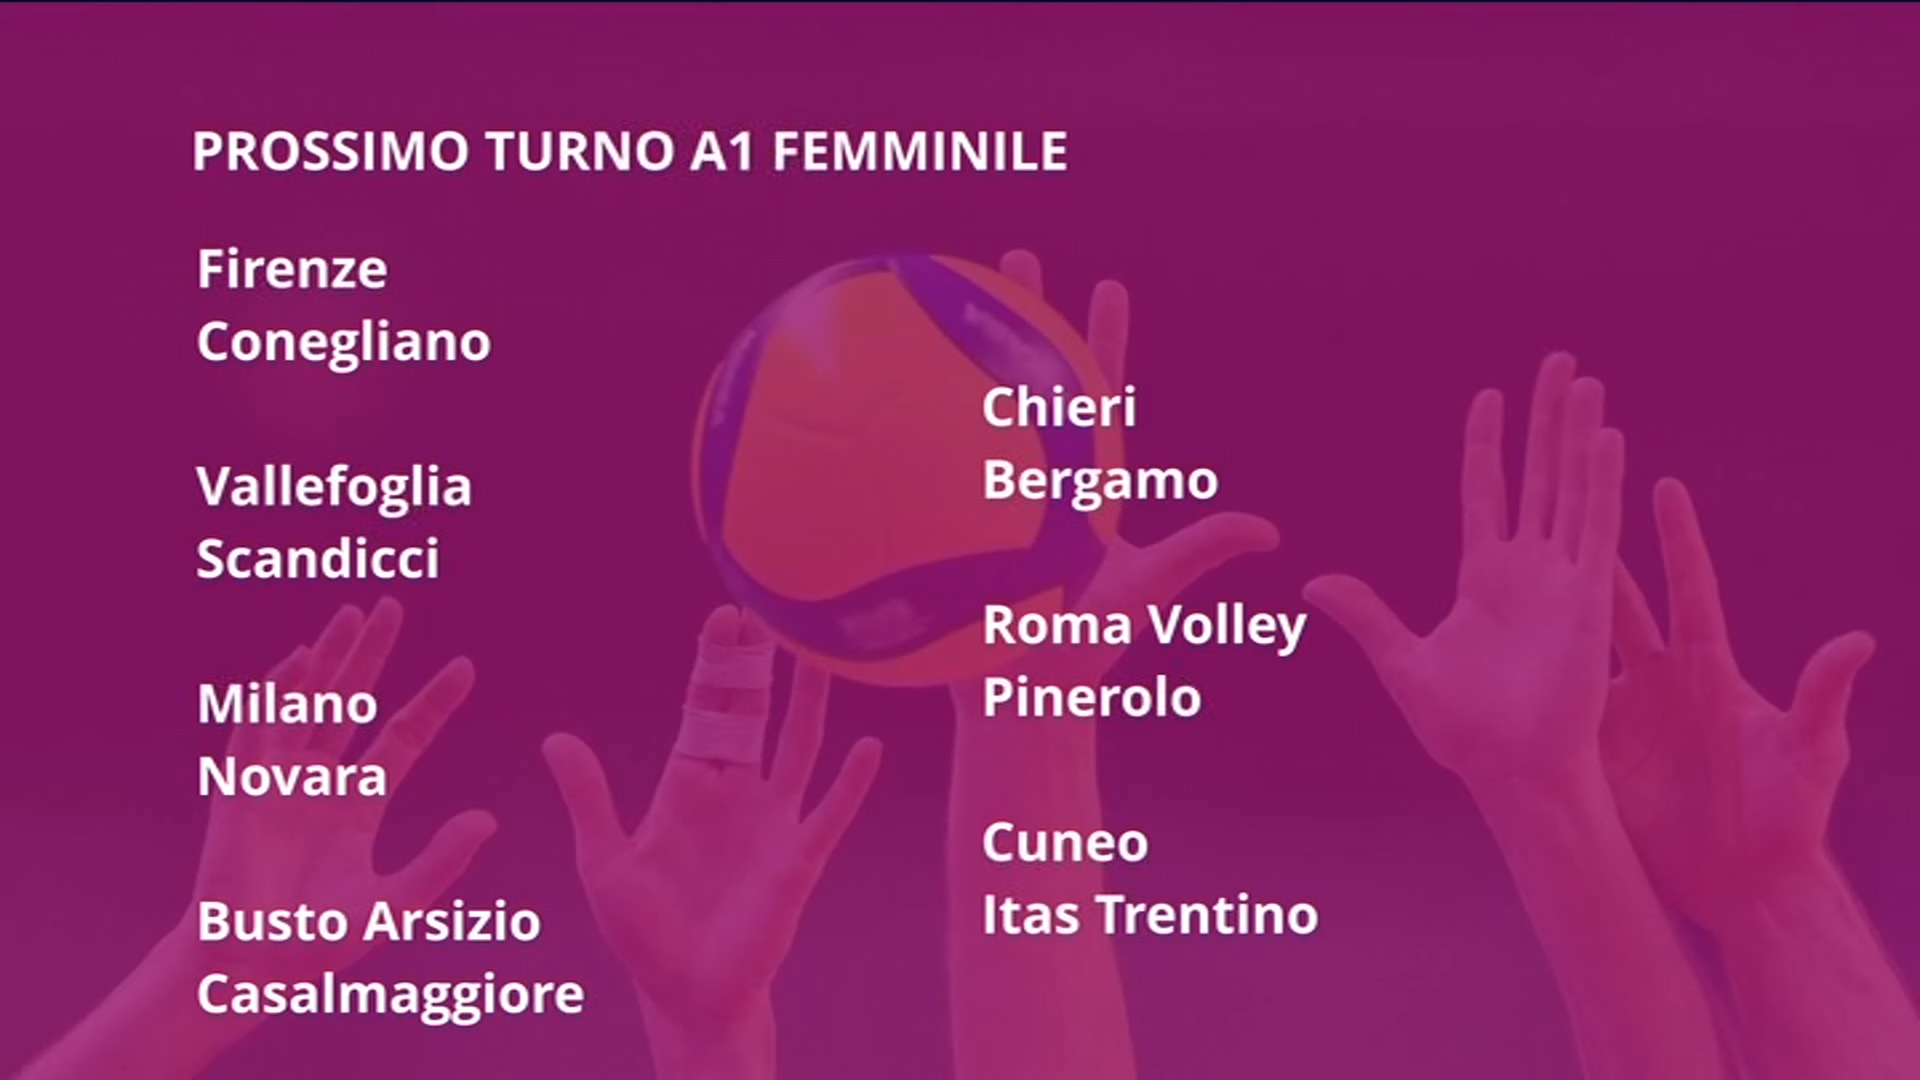 PROSSIMO TURNO A1 FEMMINILE
Firenze
Conegliano
Vallefoglia
Scandicci
Milano
Novara
Busto Arsizio
Casalmaggiore
Chieri
Bergamo
Roma Volley
Pinerolo
Cuneo
Itas Trentino